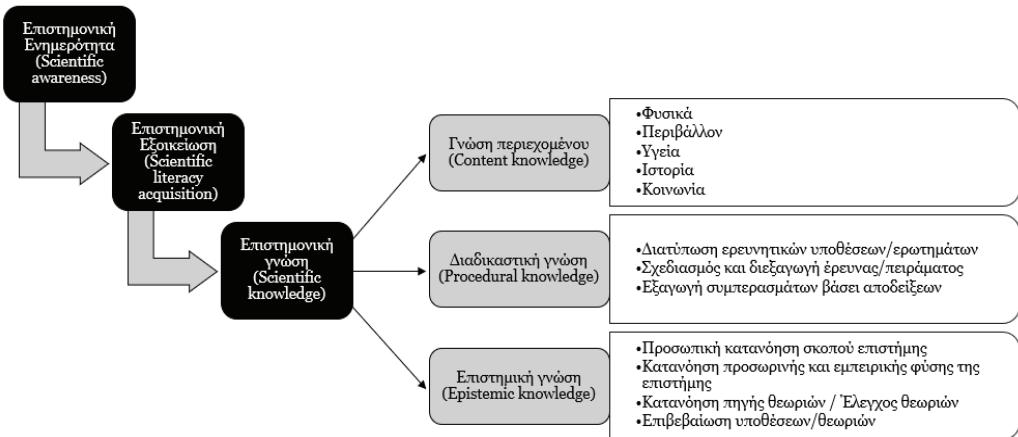 Επιστημονική
Ενημερότητα
(Scientific
awareness)
Επιστημονική
Εξοικείωση
(Scientific
literacy
acquisition)
Επιστημονική
γνώση
(Scientific
knowledge)
Γνώση περιεχομένου
(Content knowledge)
•Φυσικά
•Περιβάλλον
•Υγεία
•Ιστορία
•Κοινωνία
Διαδικαστική γνώση
(Procedural knowledge)
•Διατύπωση ερευνητικών υποθέσεων/ερωτημάτων
•Σχεδιασμός και διεξαγωγή έρευνας/πειράματος
•Εξαγωγή συμπερασμάτων βάσει αποδείξεων
Επιστημική γνώση
(Epistemic knowledge)
•Προσωπική κατανόηση σκοπού επιστήμης
•Κατανόηση προσωρινής και εμπειρικής φύσης της
επιστήμης
•Κατανόηση πηγής θεωριών / Έλεγχος θεωριών
•Επιβεβαίωση υποθέσεων/θεωριών